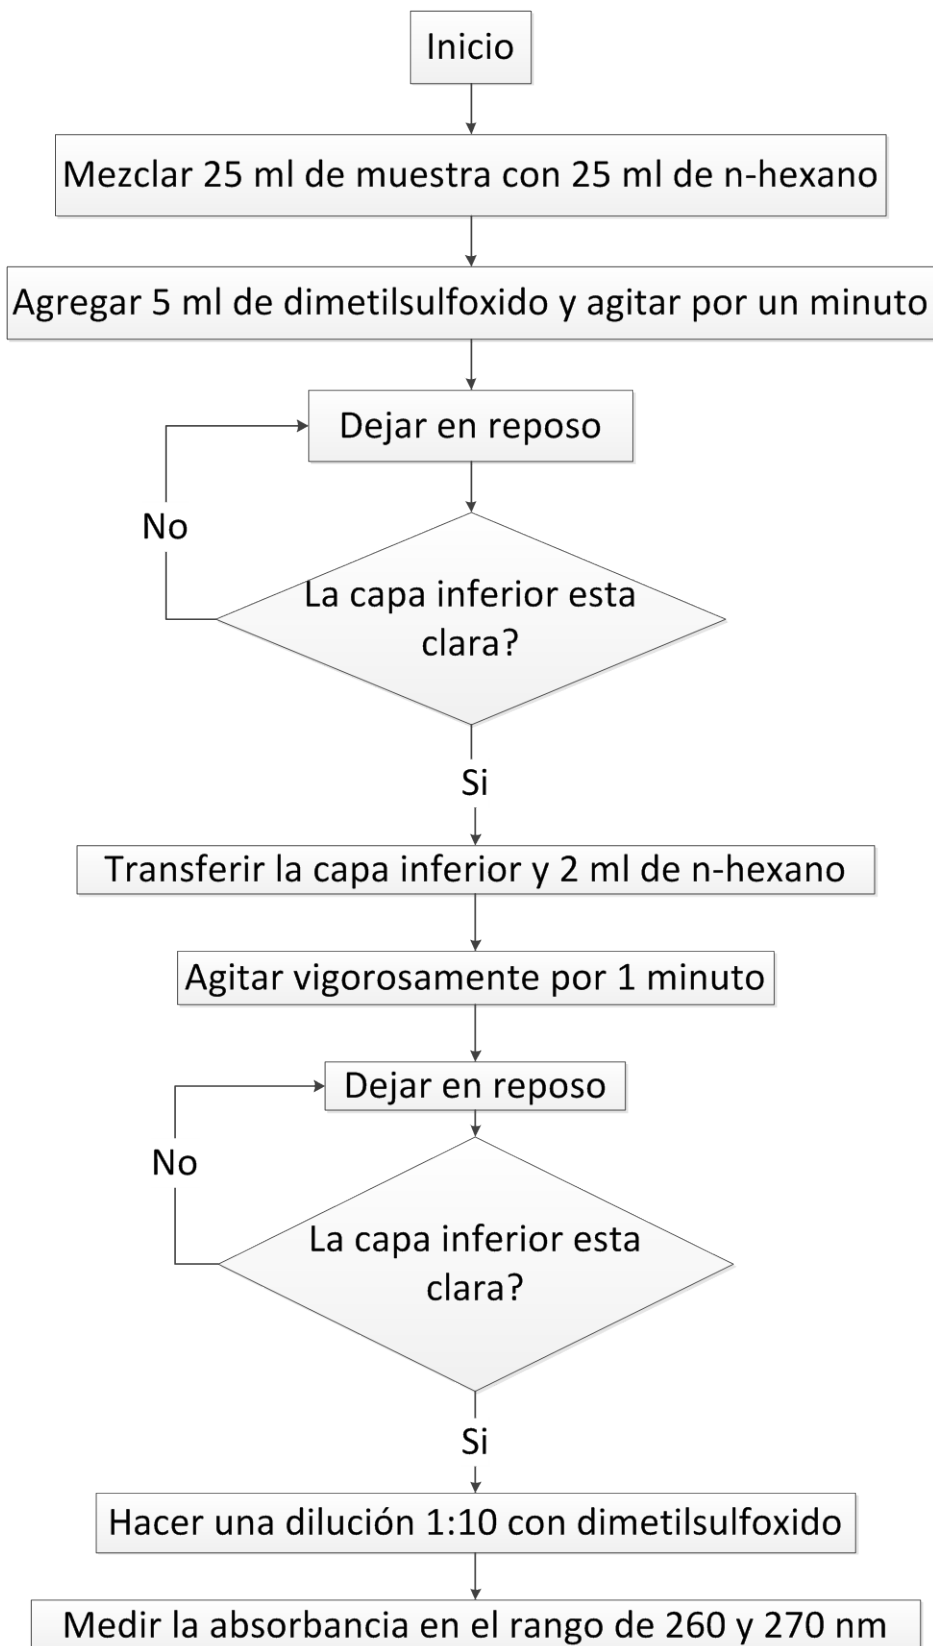 Inicio
Mezclar 25 ml de muestra con 25 ml de n-hexano
Agregar 5 ml de dimetilsulfoxido y agitar por un minuto
Dejar en reposo
No
La capa inferior esta
clara?
Si
Transferir la capa inferior y 2 ml de n-hexano
Agitar vigorosamente por 1 minuto
Dejar en reposo
No
La capa inferior esta
clara?
Si
Hacer una dilución 1:10 con dimetilsulfoxido
Medir la absorbancia en el rango de 260 y 270 nm